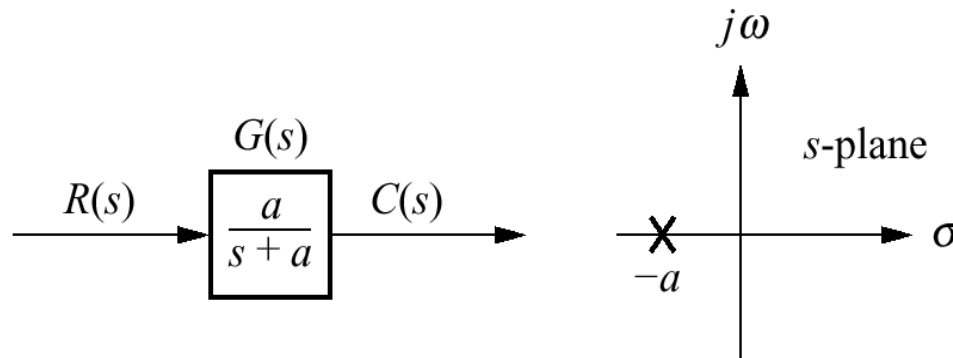 G(s)
R(s)
a
s + a
C(s)
jω
s-plane
σ
−a